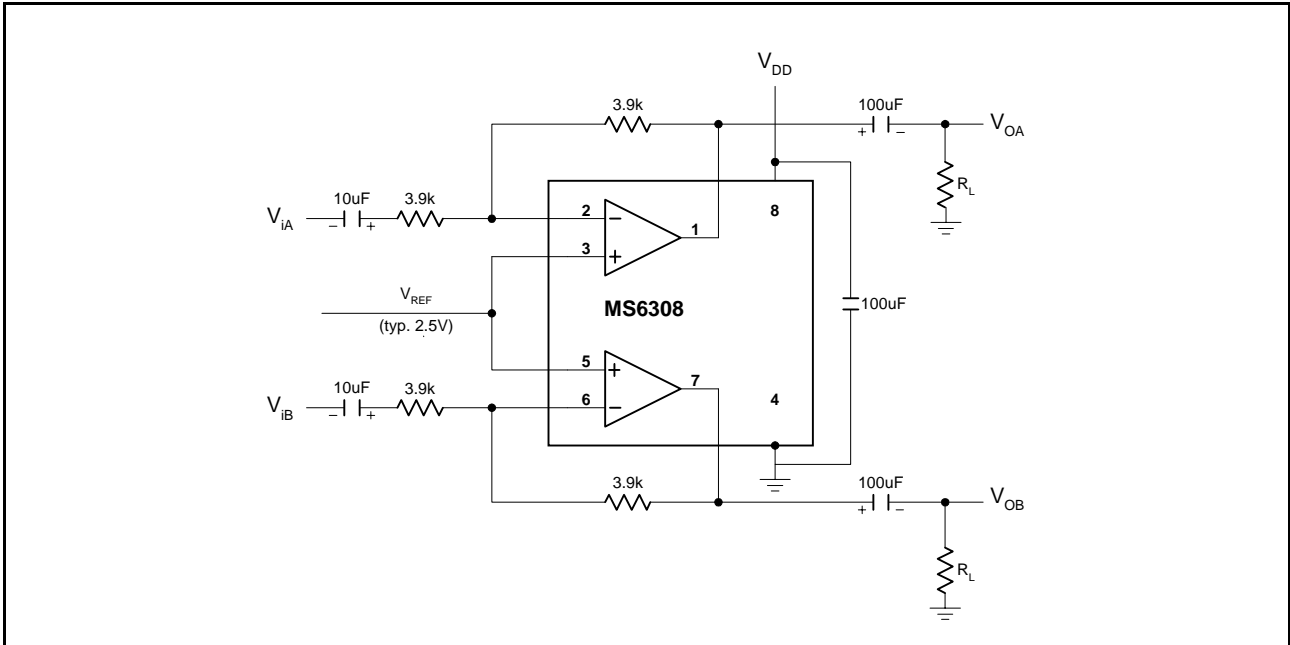 V_DD
3.9k
100uF
+ –
V_OA
R_L
10uF
3.9k
V_iA
– +
2
–
1
8
3
+
V_REF
(typ. 2.5V)
MS6308
100uF
5
+
7
10uF
3.9k
V_iB
– +
6
–
4
3.9k
100uF
+ –
V_OB
R_L